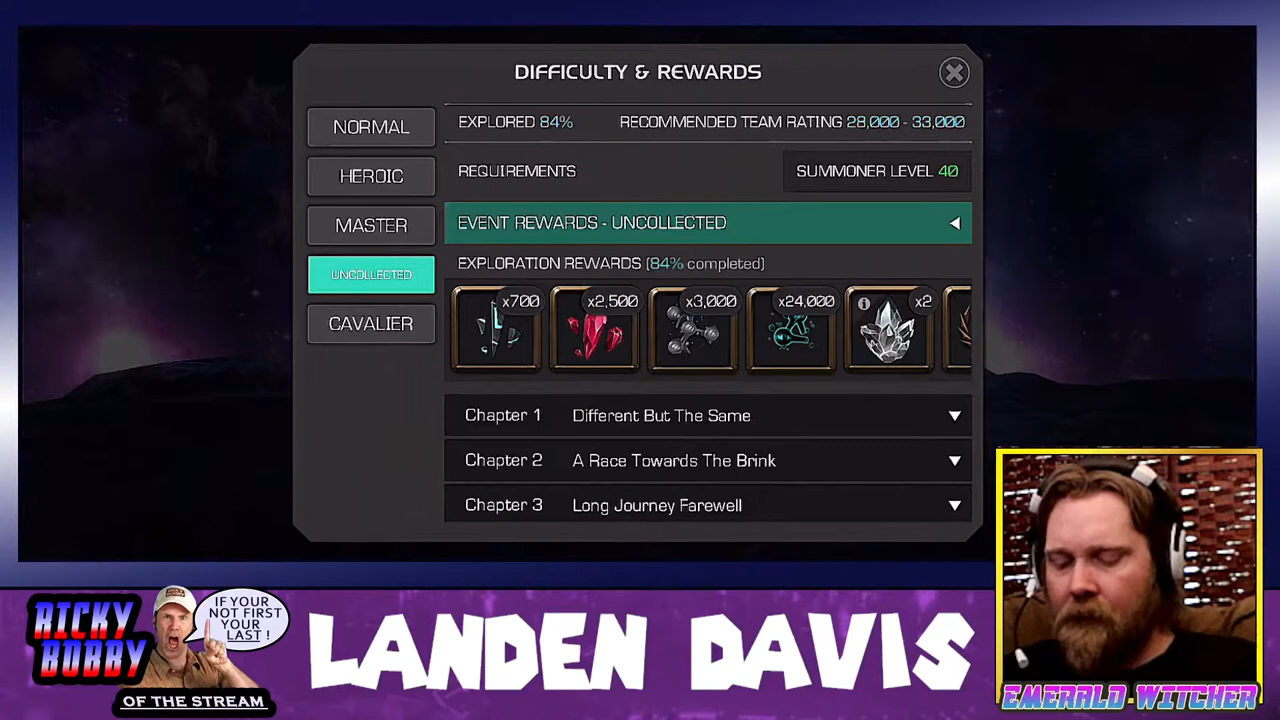 DIFFICULTY & REWARDS
NORMAL
HEROIC
MASTER
UNCOLLECTED
CAVALIER
EXPLORED 84% RECOMMENDED TEAM RATING 28,000 - 33,000
REQUIREMENTS SUMMONER LEVEL 40
EVENT REWARDS - UNCOLLECTED
EXPLORATION REWARDS (84% completed)
x700 x2,500 x3,000 x24,000 x2
Chapter 1 Different But The Same
Chapter 2 A Race Towards The Brink
Chapter 3 Long Journey Farewell
RICKY
BOBBY
IF YOUR
NOT FIRST
YOUR
LAST !
OF THE STREAM
LANDEN DAVIS
EMERALD WITCHER